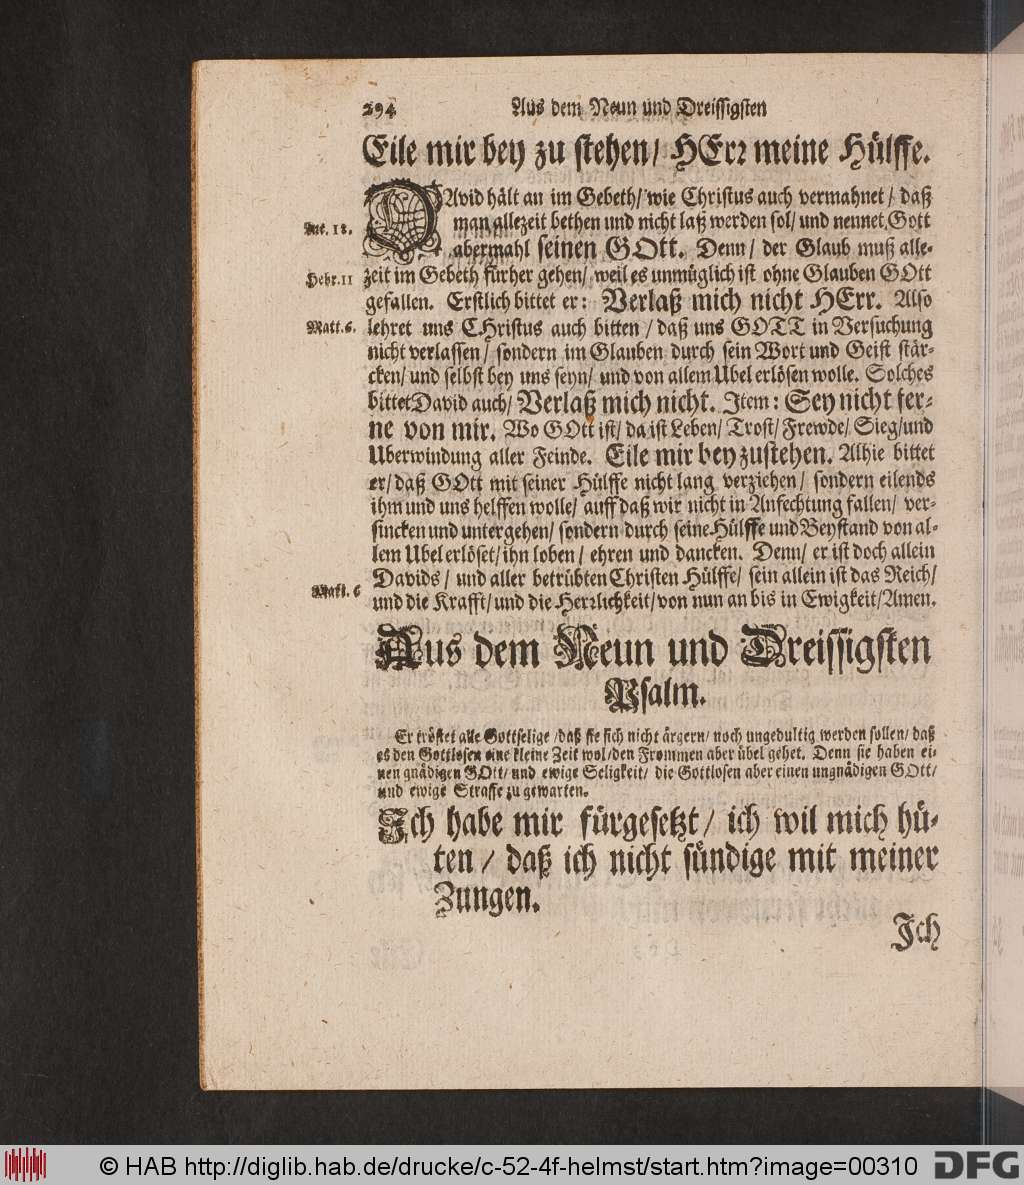 294 Aus dem Neun und Dreissigsten
Eile mir bey zu stehen/ HErr meine Hülffe.
DAvid hält an im Gebeth/ wie Christus auch vermahnet/ daß
Luc. 18. man allezeit bethen und nicht laß werden sol/ und nennet Gott
abermahl seinen GOtt. Denn/ der Glaub muß alle-
Hebr. 11 zeit im Gebeth fürher gehen/ weil es unmüglich ist ohne Glauben GOtt
gefallen. Erstlich bittet er: Verlaß mich nicht HErr. Also
Matt. 6. lehret uns CHristus auch bitten/ daß uns GOTT in Versuchung
nicht verlassen/ sondern im Glauben durch sein Wort und Geist stär-
cken/ und selbst bey uns seyn/ und von allem Ubel erlösen wolle. Solches
bittet David auch/ Verlaß mich nicht. Item: Sey nicht fer-
ne von mir. Wo GOtt ist/ da ist Leben/ Trost/ Frewde/ Sieg/ und
Uberwindung aller Feinde. Eile mir bey zustehen. Alhie bittet
er/ daß GOtt mit seiner Hülffe nicht lang verziehen/ sondern eilends
ihm und uns helffen wolle/ auff daß wir nicht in Anfechtung fallen/ ver-
sincken und untergehen/ sondern durch seine Hülffe und Beystand von al-
lem Ubel erlöset/ ihn loben/ ehren und dancken. Denn/ er ist doch allein
Davids/ und aller betrübten Christen Hülffe/ sein allein ist das Reich/
Matt. 6 und die Krafft/ und die Herrlichkeit/ von nun an bis in Ewigkeit/ Amen.
Aus dem Neun und Dreissigsten
Psalm.
Er tröstet alle Gottselige/ daß sie sich nicht ärgern/ noch ungedultig werden sollen/ daß
es den Gottlosen eine kleine Zeit wol/ den Frommen aber übel gehet. Denn sie haben ei-
nen gnädigen GOtt/ und ewige Seligkeit/ die Gottlosen aber einen ungnädigen GOtt/
und ewige Straffe zu gewarten.
Ich habe mir fürgesetzt/ ich wil mich hü-
ten/ daß ich nicht sündige mit meiner
Zungen.
Ich
© HAB http://diglib.hab.de/drucke/c-52-4f-helmst/start.htm?image=00310 DFG